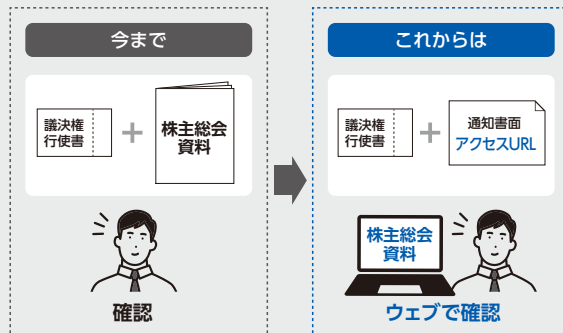 今まで
議決権
行使書
+
株主総会
資料
確認
これからは
議決権
行使書
+
通知書面
アクセスURL
株主総会
資料
ウェブで確認